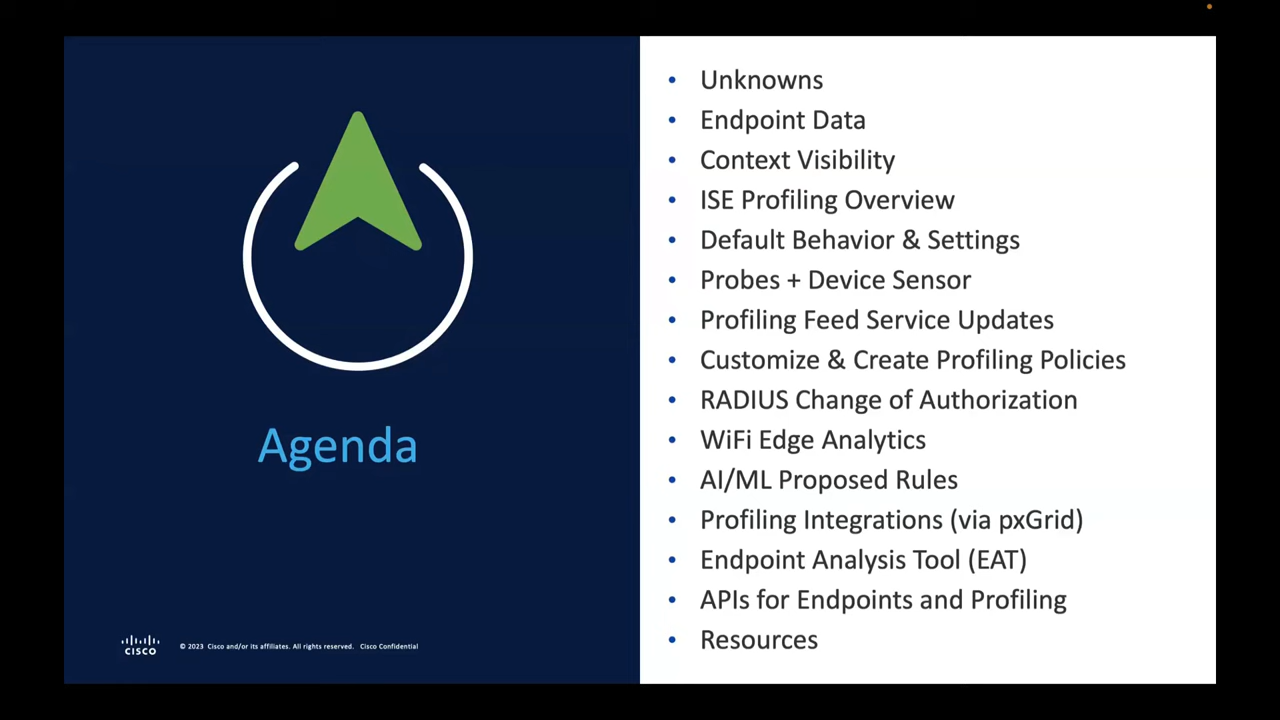 Agenda
CISCO
© 2023 Cisco and/or its affiliates. All rights reserved. Cisco Confidential
• Unknowns
• Endpoint Data
• Context Visibility
• ISE Profiling Overview
• Default Behavior & Settings
• Probes + Device Sensor
• Profiling Feed Service Updates
• Customize & Create Profiling Policies
• RADIUS Change of Authorization
• WiFi Edge Analytics
• AI/ML Proposed Rules
• Profiling Integrations (via pxGrid)
• Endpoint Analysis Tool (EAT)
• APIs for Endpoints and Profiling
• Resources